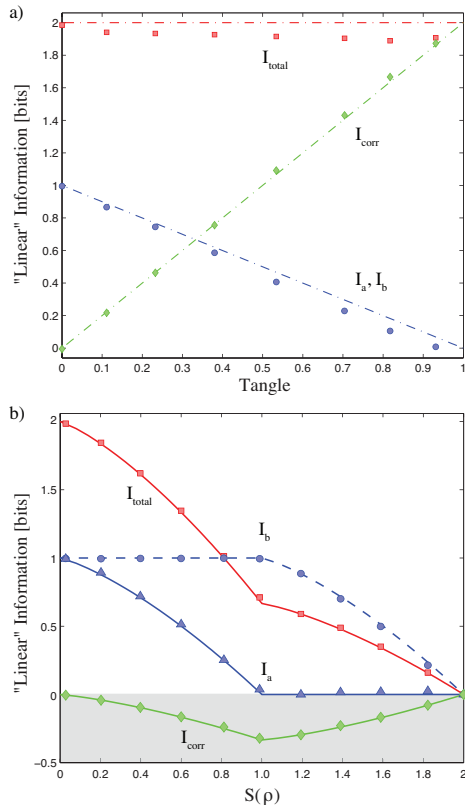 a)
"Linear" Information [bits]
2
1.8
1.6
1.4
1.2
1
0.8
0.6
0.4
0.2
0
I_total
I_corr
I_a, I_b
0 0.1 0.2 0.3 0.4 0.5 0.6 0.7 0.8 0.9 1
Tangle
b)
"Linear" Information [bits]
2
1.5
1
0.5
0
-0.5
I_total
I_b
I_a
I_corr
0 0.2 0.4 0.6 0.8 1.0 1.2 1.4 1.6 1.8 2
S(ρ)